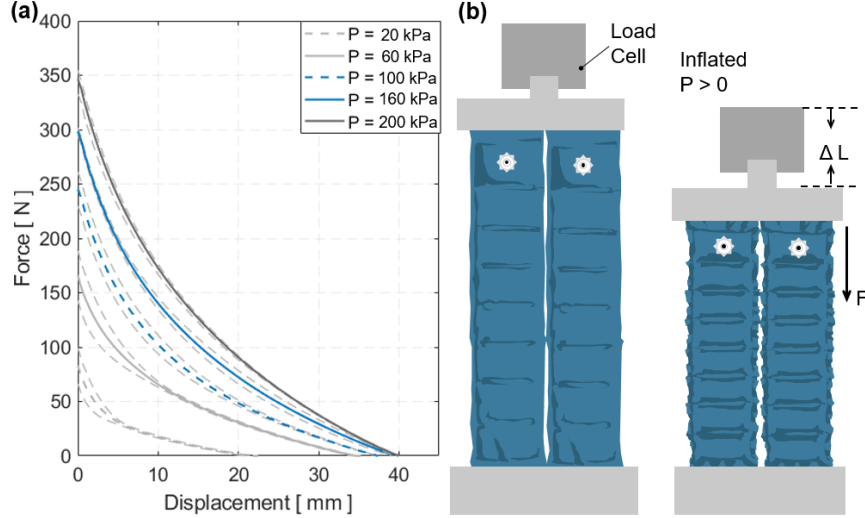 (a)
400
350
300
250
200
150
100
50
0
Force [ N ]
0
10
20
30
40
Displacement [ mm ]
P = 20 kPa
P = 60 kPa
P = 100 kPa
P = 160 kPa
P = 200 kPa
(b)
Load
Cell
Inflated
P > 0
Δ L
F